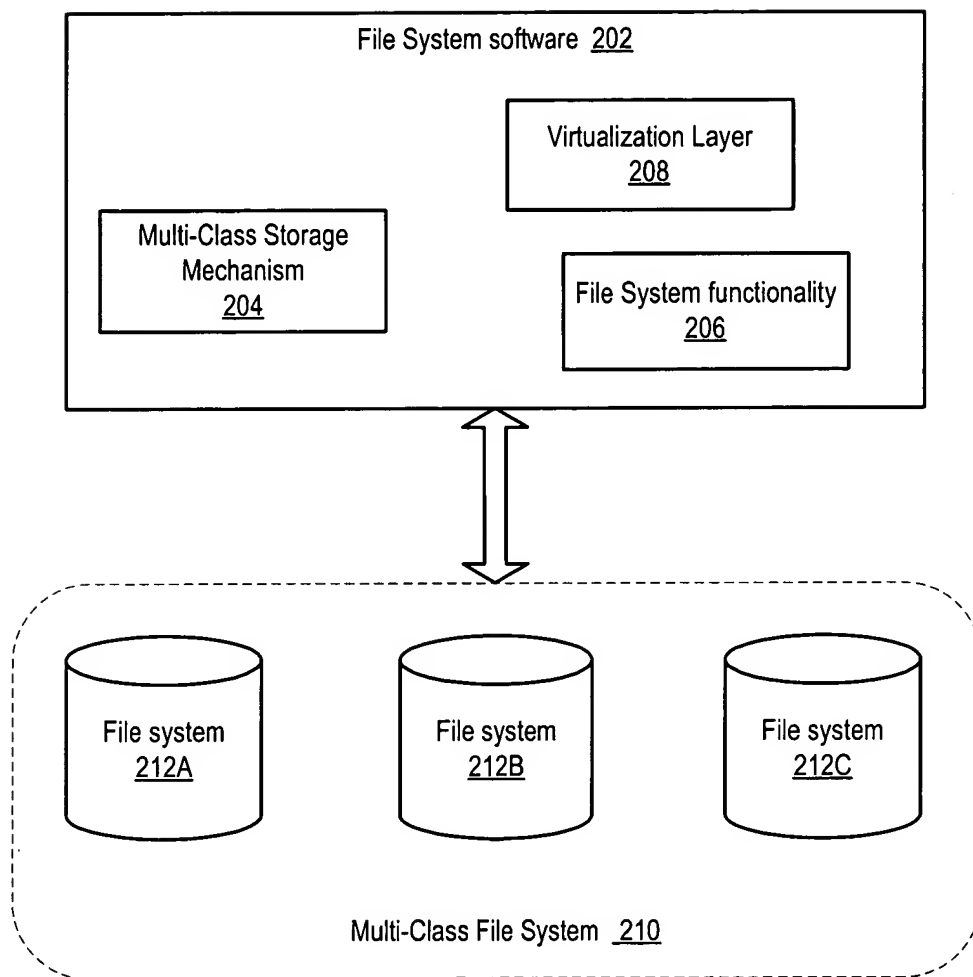 File System software 202
Virtualization Layer
208
Multi-Class Storage
Mechanism
204
File System functionality
206
File system
212A
File system
212B
File system
212C
Multi-Class File System 210